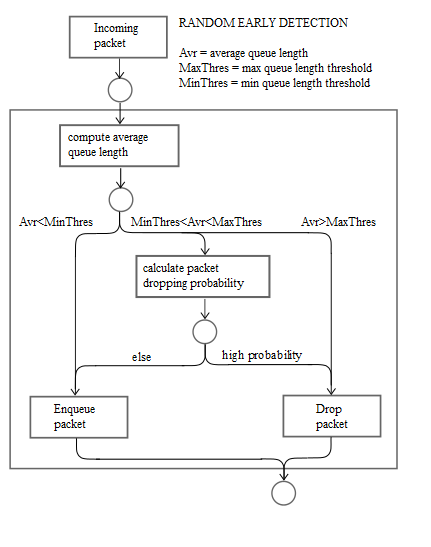 RANDOM EARLY DETECTION
Incoming
packet
Avr = average queue length
MaxThres = max queue length threshold
MinThres = min queue length threshold
compute average
queue length
Avr<MinThres
MinThres<Avr<MaxThres
Avr>MaxThres
calculate packet
dropping probability
else
high probability
Enqueue
packet
Drop
packet